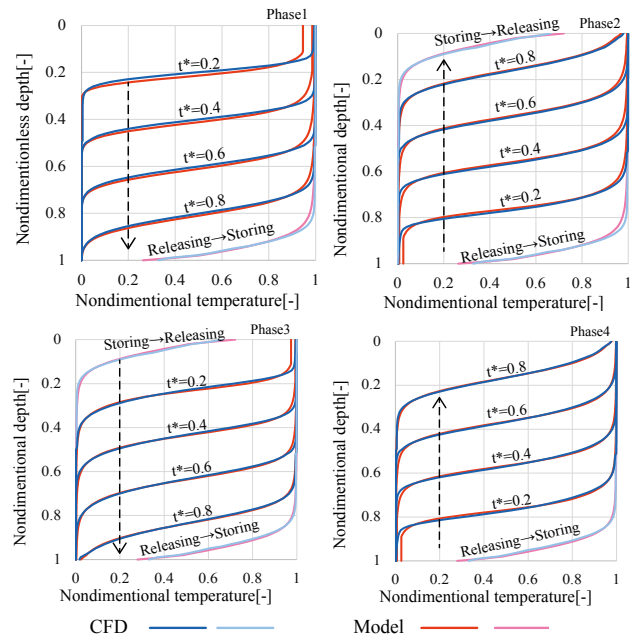 Phase1
0
0.2
0.4
0.6
0.8
1
Nondimentionless depth[-]
t*=0.2
t*=0.4
t*=0.6
t*=0.8
Releasing→Storing
0 0.2 0.4 0.6 0.8 1
Nondimentional temperature[-]
Storing→Releasing Phase2
0
0.2
0.4
0.6
0.8
1
Nondimentional depth[-]
t*=0.8
t*=0.6
t*=0.4
t*=0.2
Releasing→Storing
0 0.2 0.4 0.6 0.8 1
Nondimentional temperature[-]
Phase3
Storing→Releasing
0
0.2
0.4
0.6
0.8
1
Nondimentional depth[-]
t*=0.2
t*=0.4
t*=0.6
t*=0.8
Releasing→Storing
0 0.2 0.4 0.6 0.8 1
Nondimentional temperature[-]
Phase4
0
0.2
0.4
0.6
0.8
1
Nondimentional depth[-]
t*=0.8
t*=0.6
t*=0.4
t*=0.2
Releasing→Storing
0 0.2 0.4 0.6 0.8 1
Nondimentional temperature[-]
CFD Model